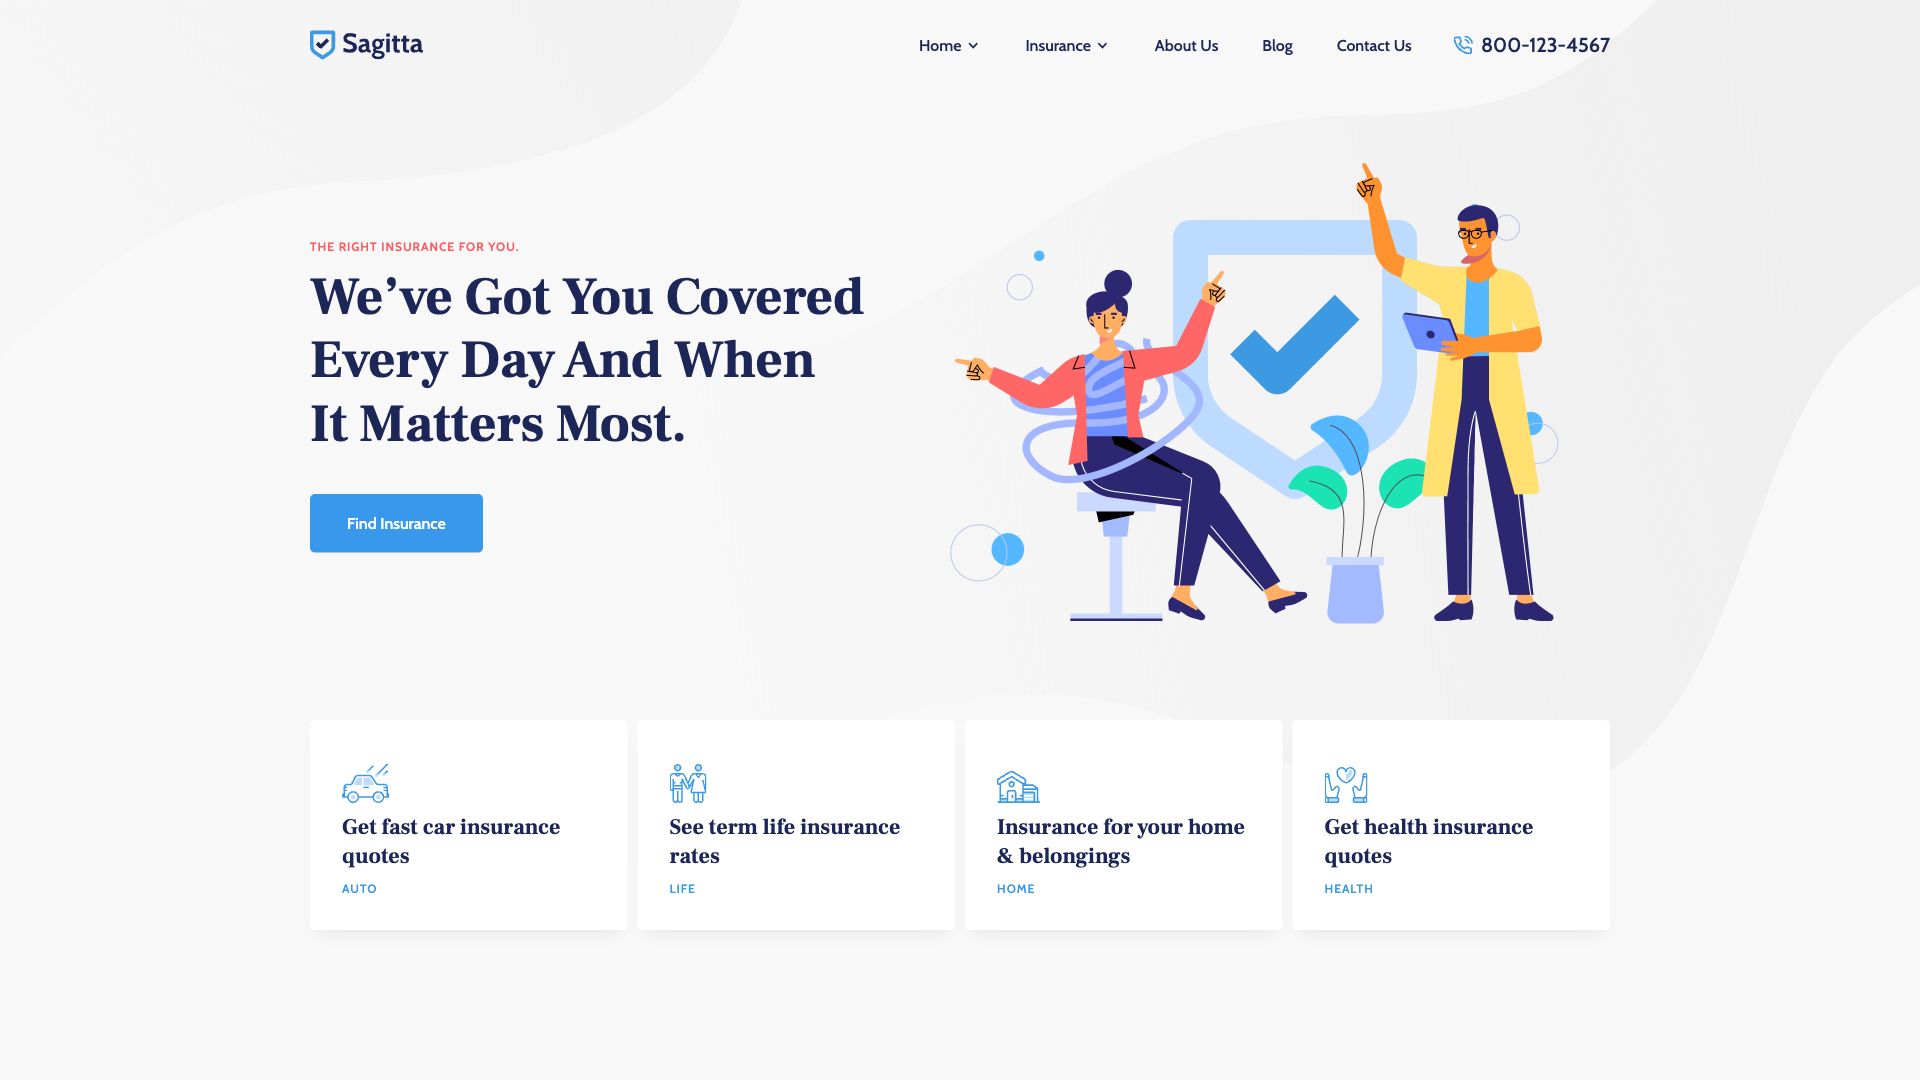 Sagitta
Home
Insurance
About Us
Blog
Contact Us
800-123-4567
THE RIGHT INSURANCE FOR YOU.
We’ve Got You Covered
Every Day And When
It Matters Most.
Find Insurance
Get fast car insurance
quotes
AUTO
See term life insurance
rates
LIFE
Insurance for your home
& belongings
HOME
Get health insurance
quotes
HEALTH